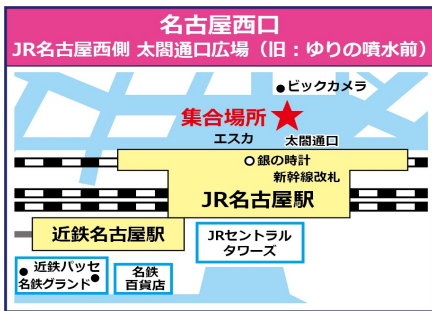 名古屋西口
JR名古屋西側 太閤通口広場（旧：ゆりの噴水前）
ビックカメラ
集合場所
エスカ
太閤通口
銀の時計
新幹線改札
JR名古屋駅
近鉄名古屋駅
JRセントラル
タワーズ
近鉄パッセ
名鉄グランド
名鉄
百貨店